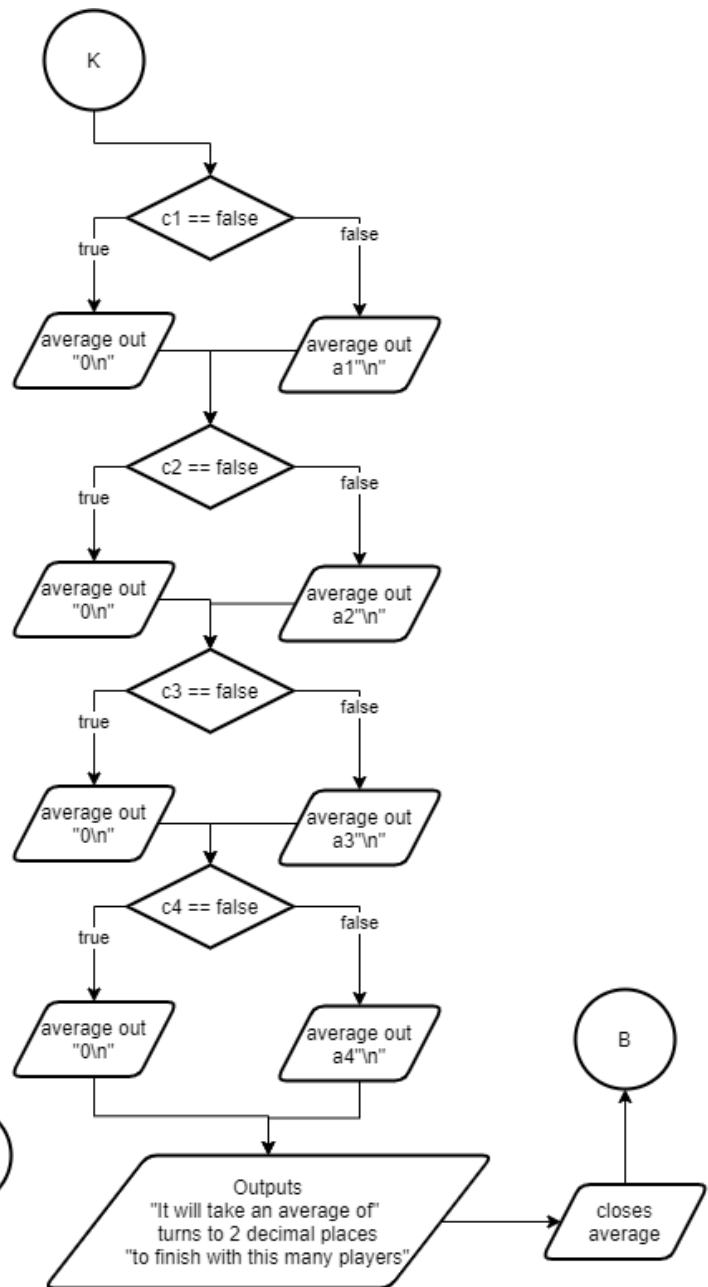 K
c1 == false
true
false
average out
"0\n"
average out
a1"\n"
c2 == false
true
false
average out
"0\n"
average out
a2"\n"
c3 == false
true
false
average out
"0\n"
average out
a3"\n"
c4 == false
true
false
average out
"0\n"
average out
a4"\n"
B
Outputs
"It will take an average of"
turns to 2 decimal places
"to finish with this many players"
closes
average